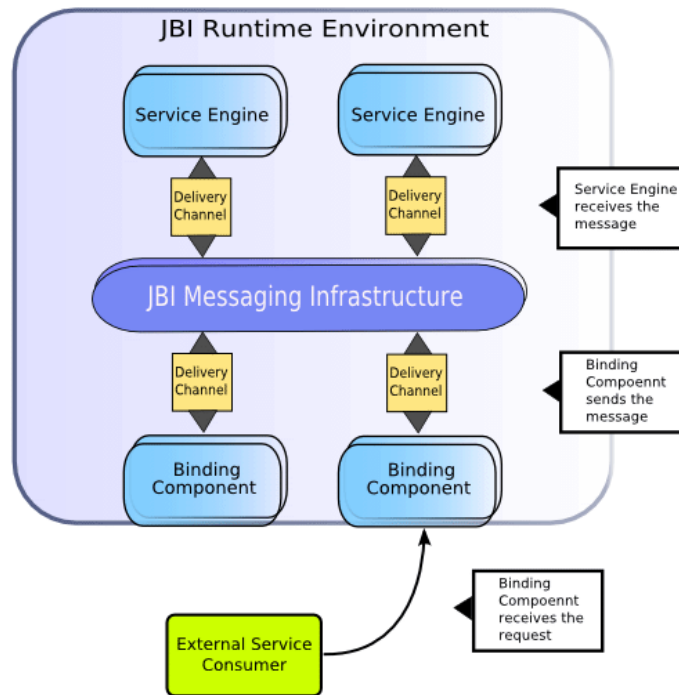 JBI Runtime Environment
Service Engine
Service Engine
Delivery
Channel
Delivery
Channel
Service Engine
receives the
message
JBI Messaging Infrastructure
Delivery
Channel
Delivery
Channel
Binding
Compoennt
sends the
message
Binding
Component
Binding
Component
Binding
Compoennt
receives the
request
External Service
Consumer